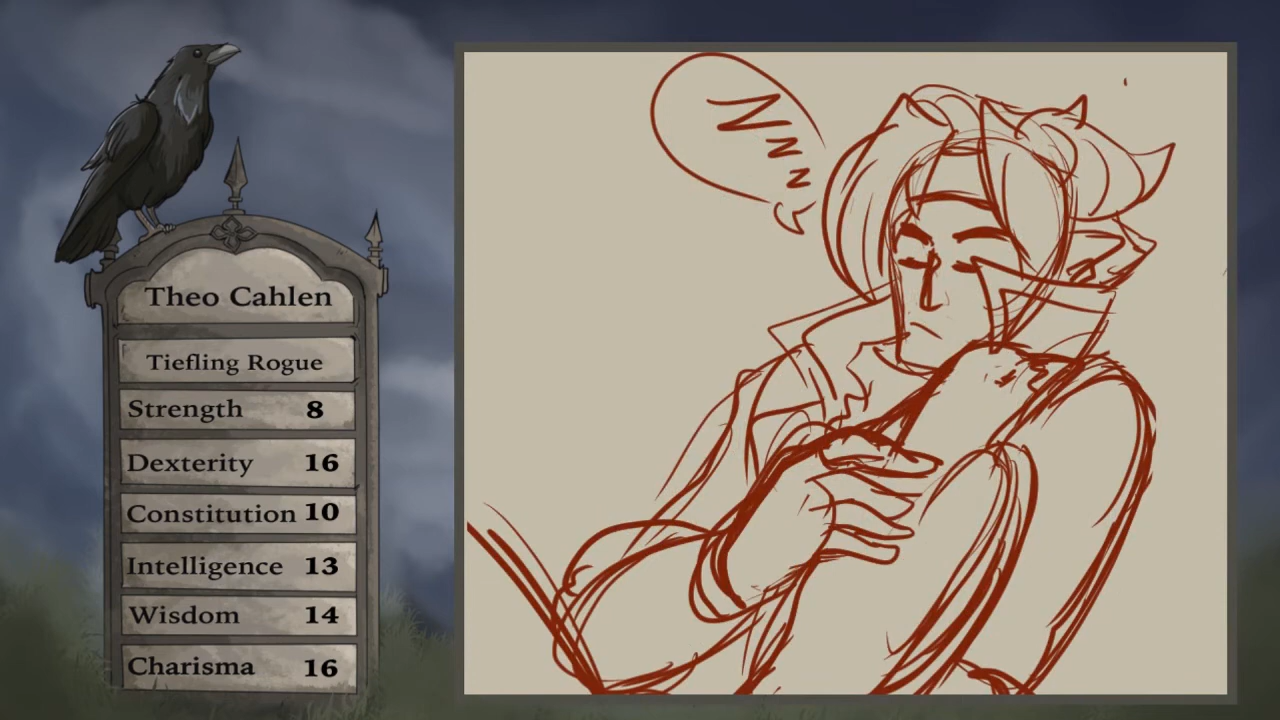 Theo Cahlen
Tiefling Rogue
Strength 8
Dexterity 16
Constitution 10
Intelligence 13
Wisdom 14
Charisma 16
Z
z
z